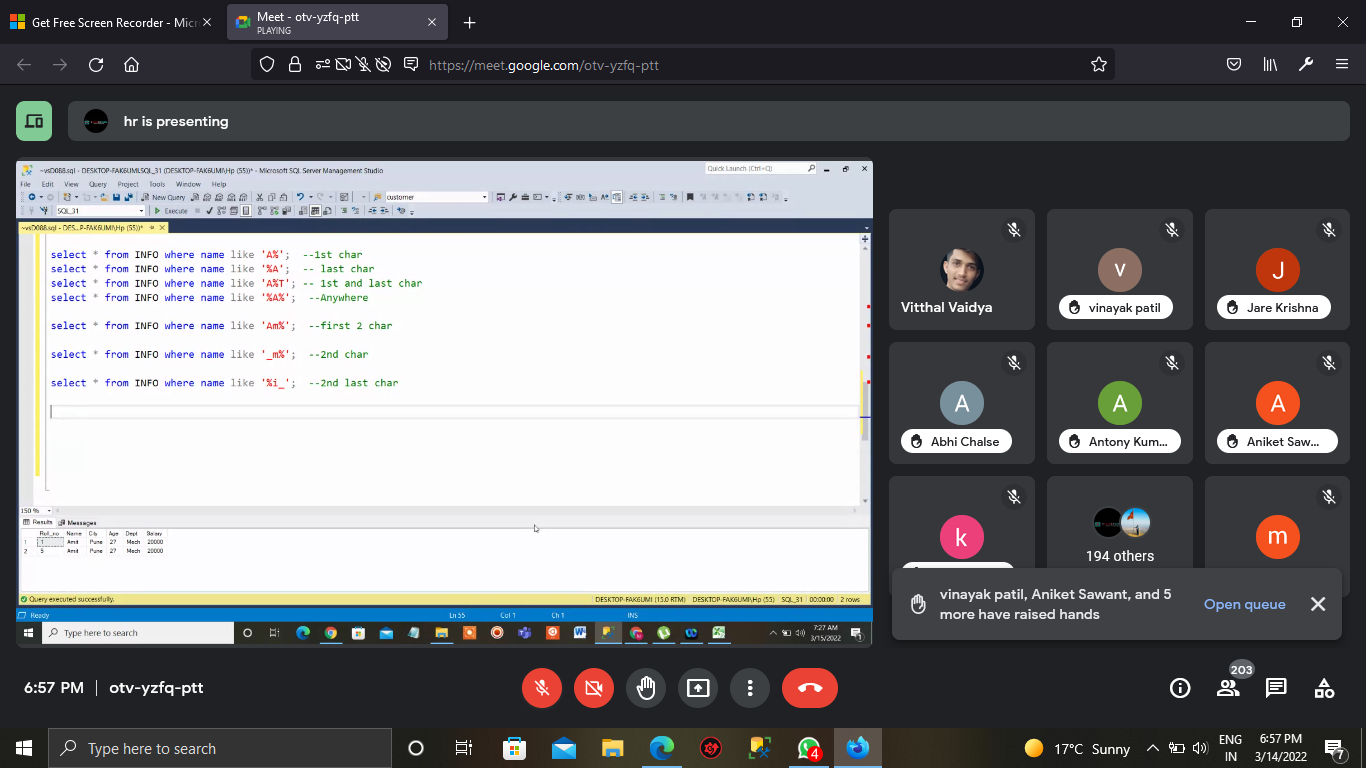 Get Free Screen Recorder - Micr
Meet - otv-yzfq-ptt
PLAYING
https://meet.google.com/otv-yzfq-ptt
hr is presenting
~vsD088.sql - DESKTOP-FAK6UMI.SQL_31 (DESKTOP-FAK6UMI\Hp (55))* - Microsoft SQL Server Management Studio
Quick Launch (Ctrl+Q)
File Edit View Query Project Tools Window Help
New Query
customer
SQL_31
Execute
~vsD088.sql - DES...P-FAK6UMI\Hp (55))*
select * from INFO where name like 'A%'; --1st char
select * from INFO where name like '%A'; -- last char
select * from INFO where name like 'A%T'; -- 1st and last char
select * from INFO where name like '%A%'; --Anywhere
select * from INFO where name like 'Am%'; --first 2 char
select * from INFO where name like '_m%'; --2nd char
select * from INFO where name like '%i_'; --2nd last char
150 %
Results Messages
Roll_no Name City Age Dept Salary
1 1 Amit Pune 27 Mech 20000
2 5 Amit Pune 27 Mech 20000
Query executed successfully.
DESKTOP-FAK6UMI (15.0 RTM) DESKTOP-FAK6UMI\Hp (55) SQL_31 00:00:00 2 rows
Ready
Ln 55 Col 1 Ch 1 INS
Type here to search
7:27 AM
3/15/2022
Vitthal Vaidya
v
vinayak patil
J
Jare Krishna
A
Abhi Chalse
A
Antony Kum...
A
Aniket Saw...
k
194 others
m
vinayak patil, Aniket Sawant, and 5
more have raised hands
Open queue
6:57 PM | otv-yzfq-ptt
203
Type here to search
4
17°C Sunny
ENG
IN
6:57 PM
3/14/2022
7